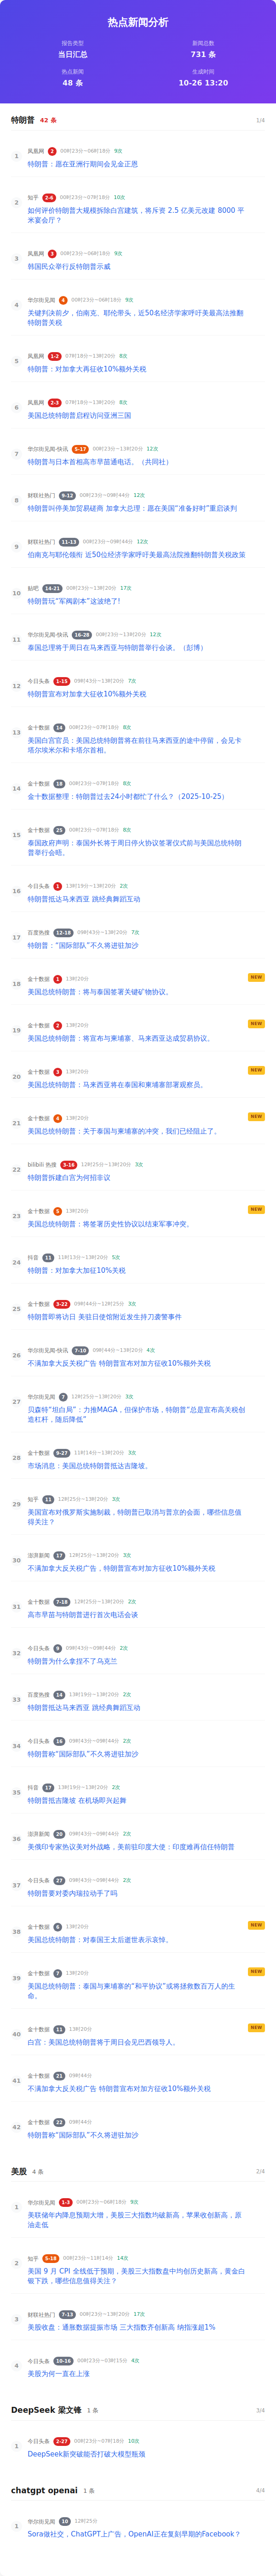 热点新闻分析
报告类型
当日汇总
新闻总数
731 条
热点新闻
48 条
生成时间
10-26 13:20
特朗普 42 条 1/4
1
凤凰网 2 00时23分~06时18分 9次
特朗普：愿在亚洲行期间会见金正恩
2
知乎 2-6 00时23分~07时18分 10次
如何评价特朗普大规模拆除白宫建筑，将斥资 2.5 亿美元改建 8000 平
米宴会厅？
3
凤凰网 3 00时23分~06时18分 9次
韩国民众举行反特朗普示威
4
华尔街见闻 4 00时23分~06时18分 9次
关键判决前夕，伯南克、耶伦带头，近50名经济学家呼吁美最高法推翻
特朗普关税
5
凤凰网 1-2 07时18分~13时20分 8次
特朗普：对加拿大再征收10%额外关税
6
凤凰网 2-3 07时18分~13时20分 8次
美国总统特朗普启程访问亚洲三国
7
华尔街见闻-快讯 5-17 00时23分~13时20分 12次
特朗普与日本首相高市早苗通电话。（共同社）
8
财联社热门 9-12 00时23分~09时44分 12次
特朗普叫停美加贸易磋商 加拿大总理：愿在美国“准备好时”重启谈判
9
财联社热门 11-13 00时23分~09时44分 12次
伯南克与耶伦领衔 近50位经济学家呼吁美最高法院推翻特朗普关税政策
10
贴吧 14-21 00时23分~13时20分 17次
特朗普玩“军阀剧本”这波绝了!
11
华尔街见闻-快讯 16-28 00时23分~13时20分 12次
泰国总理将于周日在马来西亚与特朗普举行会谈。（彭博）
12
今日头条 1-15 09时43分~13时20分 7次
特朗普宣布对加拿大征收10%额外关税
13
金十数据 14 00时23分~07时18分 8次
美国白宫官员：美国总统特朗普将在前往马来西亚的途中停留，会见卡
塔尔埃米尔和卡塔尔首相。
14
金十数据 18 00时23分~07时18分 8次
金十数据整理：特朗普过去24小时都忙了什么？（2025-10-25）
15
金十数据 25 00时23分~07时18分 8次
泰国政府声明：泰国外长将于周日停火协议签署仪式前与美国总统特朗
普举行会晤。
16
今日头条 1 13时19分~13时20分 2次
特朗普抵达马来西亚 跳经典舞蹈互动
17
百度热搜 12-18 09时43分~13时20分 7次
特朗普：“国际部队”不久将进驻加沙
18
金十数据 1 13时20分 NEW
美国总统特朗普：将与泰国签署关键矿物协议。
19
金十数据 2 13时20分 NEW
美国总统特朗普：将宣布与柬埔寨、马来西亚达成贸易协议。
20
金十数据 3 13时20分 NEW
美国总统特朗普：马来西亚将在泰国和柬埔寨部署观察员。
21
金十数据 4 13时20分 NEW
美国总统特朗普：关于泰国与柬埔寨的冲突，我们已经阻止了。
22
bilibili 热搜 3-16 12时25分~13时20分 3次
特朗普拆建白宫为何招非议
23
金十数据 5 13时20分 NEW
美国总统特朗普：将签署历史性协议以结束军事冲突。
24
抖音 11 11时13分~13时20分 5次
特朗普：对加拿大加征10%关税
25
金十数据 3-22 09时44分~12时25分 3次
特朗普即将访日 美驻日使馆附近发生持刀袭警事件
26
华尔街见闻-快讯 7-10 09时44分~13时20分 4次
不满加拿大反关税广告 特朗普宣布对加方征收10%额外关税
27
华尔街见闻 7 12时25分~13时20分 3次
贝森特“坦白局”：力推MAGA，但保护市场，特朗普“总是宣布高关税创
造杠杆，随后降低”
28
金十数据 9-27 11时14分~13时20分 3次
市场消息：美国总统特朗普抵达吉隆坡。
29
知乎 11 12时25分~13时20分 3次
美国宣布对俄罗斯实施制裁，特朗普已取消与普京的会面，哪些信息值
得关注？
30
澎湃新闻 17 12时25分~13时20分 3次
不满加拿大反关税广告，特朗普宣布对加方征收10%额外关税
31
金十数据 7-18 12时25分~13时20分 2次
高市早苗与特朗普进行首次电话会谈
32
今日头条 9 09时43分~09时44分 2次
特朗普为什么拿捏不了乌克兰
33
百度热搜 14 13时19分~13时20分 2次
特朗普抵达马来西亚 跳经典舞蹈互动
34
今日头条 16 09时43分~09时44分 2次
特朗普称“国际部队”不久将进驻加沙
35
抖音 17 13时19分~13时20分 2次
特朗普抵吉隆坡 在机场即兴起舞
36
澎湃新闻 20 09时43分~09时44分 2次
美俄印专家热议美对外战略，美前驻印度大使：印度难再信任特朗普
37
今日头条 27 09时43分~09时44分 2次
特朗普要对委内瑞拉动手了吗
38
金十数据 6 13时20分 NEW
美国总统特朗普：对泰国王太后逝世表示哀悼。
39
金十数据 7 13时20分 NEW
美国总统特朗普：泰国与柬埔寨的“和平协议”或将拯救数百万人的生
命。
40
金十数据 11 13时20分 NEW
白宫：美国总统特朗普将于周日会见巴西领导人。
41
金十数据 21 09时44分
不满加拿大反关税广告 特朗普宣布对加方征收10%额外关税
42
金十数据 22 09时44分
特朗普称“国际部队”不久将进驻加沙
美股 4 条 2/4
1
华尔街见闻 1-3 00时23分~06时18分 9次
美联储年内降息预期大增，美股三大指数均破新高，苹果收创新高，原
油走低
2
知乎 5-18 00时23分~11时14分 14次
美国 9 月 CPI 全线低于预期，美股三大指数盘中均创历史新高，黄金白
银下跌，哪些信息值得关注？
3
财联社热门 7-13 00时23分~13时20分 17次
美股收盘：通胀数据提振市场 三大指数齐创新高 纳指涨超1%
4
今日头条 10-16 00时23分~03时15分 4次
美股为何一直在上涨
DeepSeek 梁文锋 1 条 3/4
1
今日头条 2-27 00时23分~07时18分 10次
DeepSeek新突破能否打破大模型瓶颈
chatgpt openai 1 条 4/4
1
华尔街见闻 10 12时25分
Sora做社交，ChatGPT上广告，OpenAI正在复刻早期的Facebook？